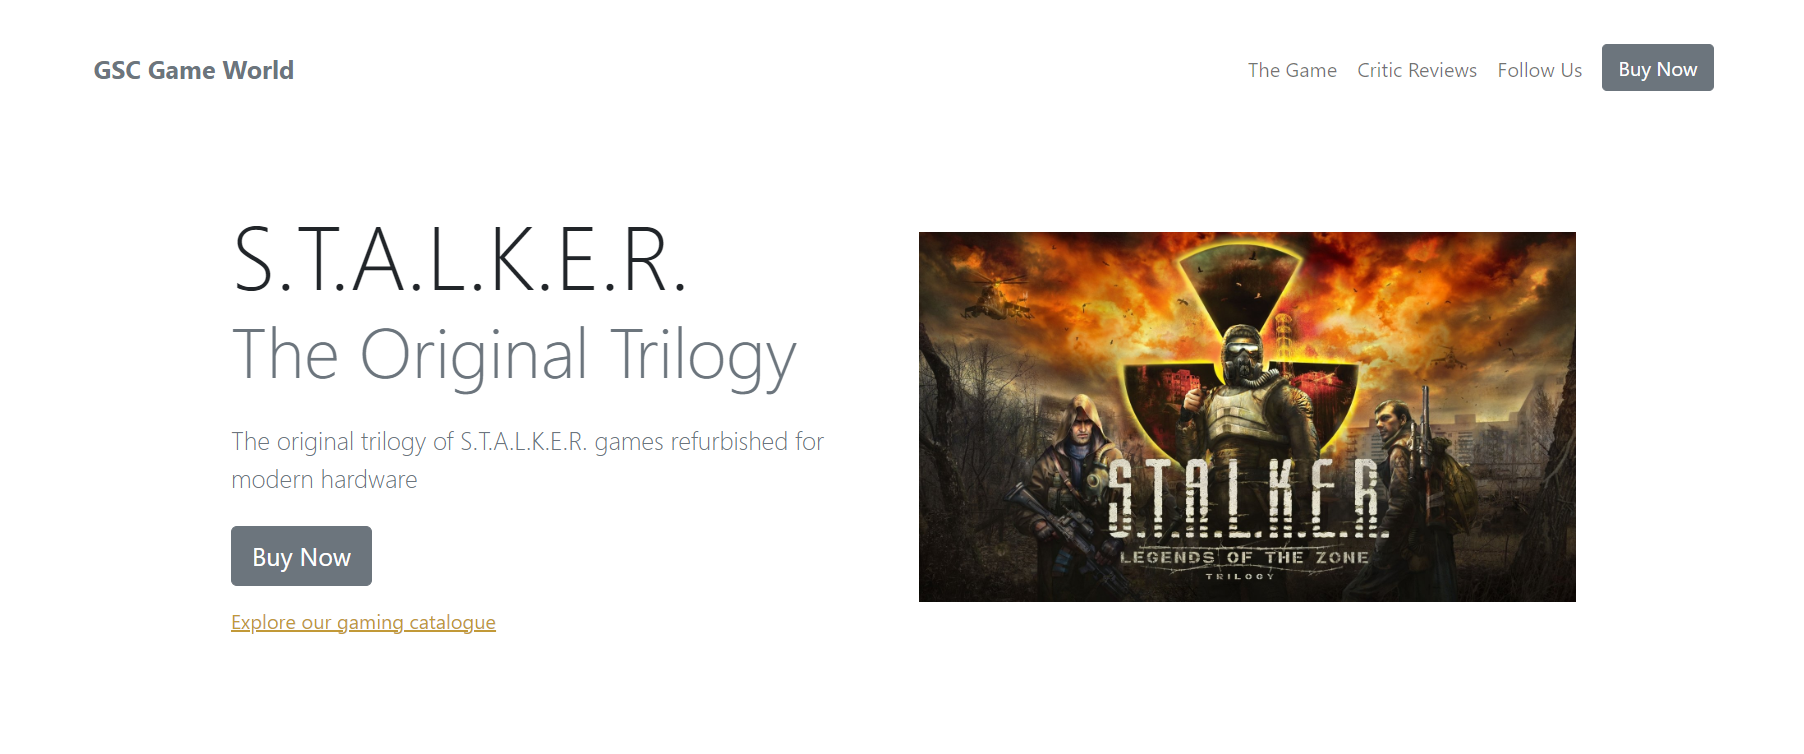 GSC Game World
The Game
Critic Reviews
Follow Us
Buy Now
S.T.A.L.K.E.R.
The Original Trilogy
The original trilogy of S.T.A.L.K.E.R. games refurbished for
modern hardware
Buy Now
Explore our gaming catalogue
S.T.A.L.K.E.R.
LEGENDS OF THE ZONE
TRILOGY